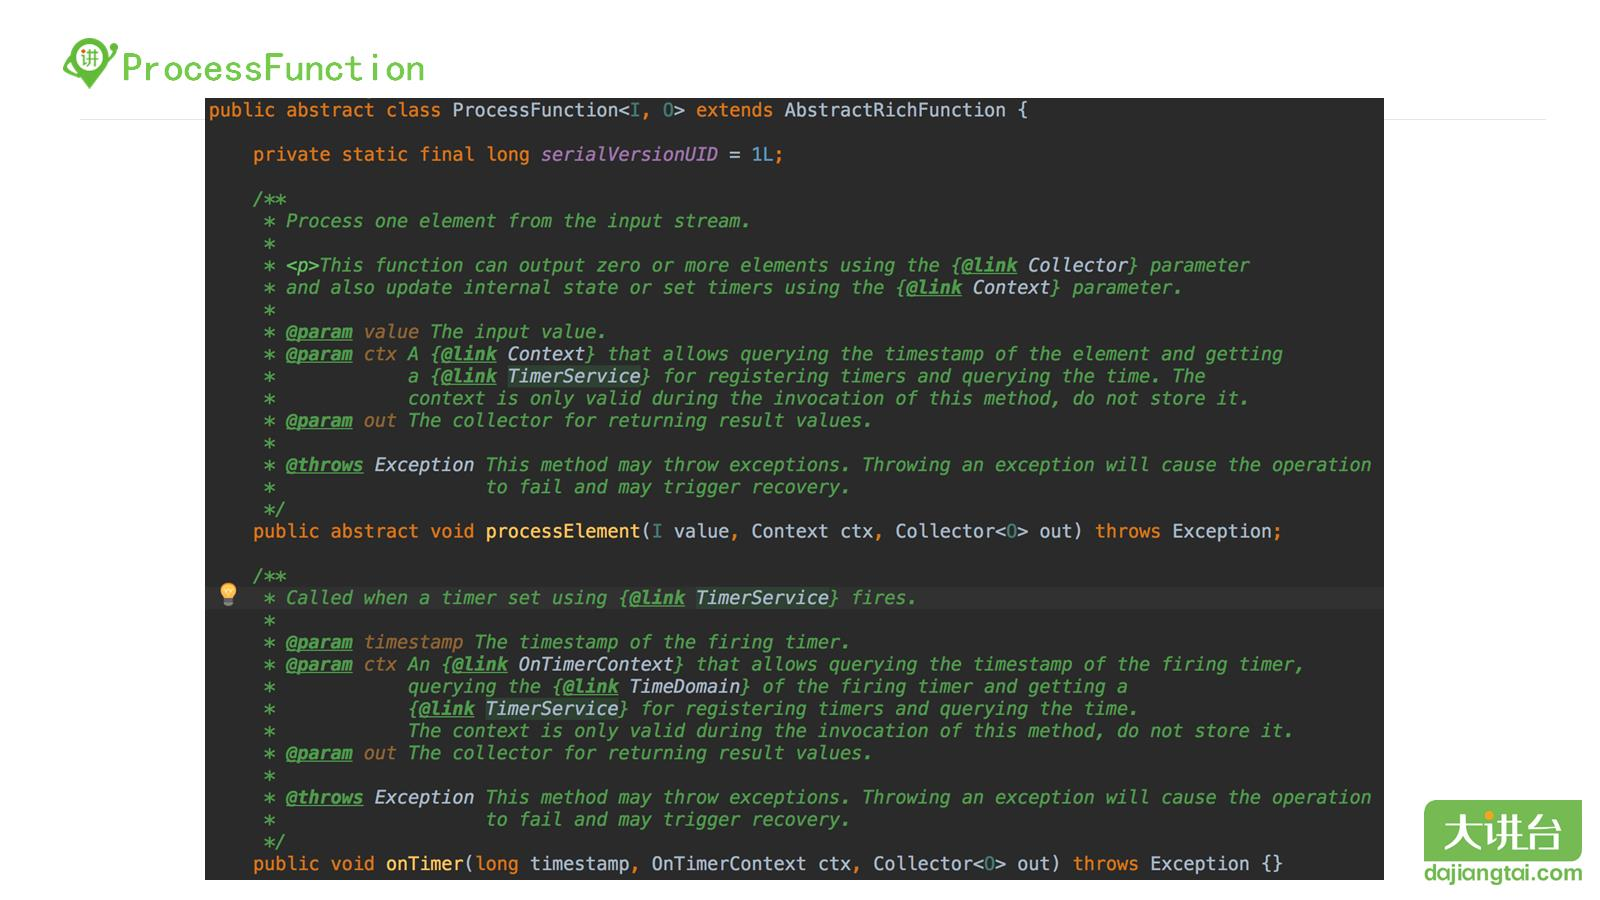 讲
ProcessFunction
public abstract class ProcessFunction<I, O> extends AbstractRichFunction {
private static final long serialVersionUID = 1L;
/**
* Process one element from the input stream.
*
* <p>This function can output zero or more elements using the {@link Collector} parameter
* and also update internal state or set timers using the {@link Context} parameter.
*
* @param value The input value.
* @param ctx A {@link Context} that allows querying the timestamp of the element and getting
* a {@link TimerService} for registering timers and querying the time. The
* context is only valid during the invocation of this method, do not store it.
* @param out The collector for returning result values.
*
* @throws Exception This method may throw exceptions. Throwing an exception will cause the operation
* to fail and may trigger recovery.
*/
public abstract void processElement(I value, Context ctx, Collector<O> out) throws Exception;
/**
* Called when a timer set using {@link TimerService} fires.
*
* @param timestamp The timestamp of the firing timer.
* @param ctx An {@link OnTimerContext} that allows querying the timestamp of the firing timer,
* querying the {@link TimeDomain} of the firing timer and getting a
* {@link TimerService} for registering timers and querying the time.
* The context is only valid during the invocation of this method, do not store it.
* @param out The collector for returning result values.
*
* @throws Exception This method may throw exceptions. Throwing an exception will cause the operation
* to fail and may trigger recovery.
*/
public void onTimer(long timestamp, OnTimerContext ctx, Collector<O> out) throws Exception {}
大讲台
dajiangtai.com